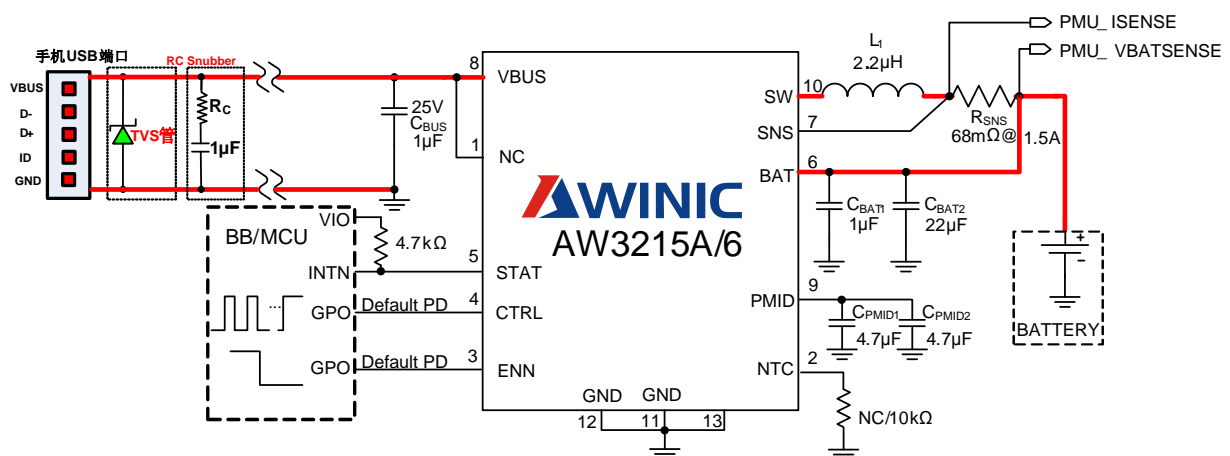 手机USB端口
VBUS
D-
D+
ID
GND
RC Snubber
TVS管
RC
1μF
25V
CBUS
1μF
8
VBUS
1
NC
AWINIC
AW3215A/6
BB/MCU
VIO
4.7kΩ
INTN
5
STAT
GPO
Default PD
4
CTRL
GPO
Default PD
3
ENN
...
GND
GND
12
11
13
L1
2.2μH
10
SW
7
SNS
RSNS
68mΩ@
1.5A
6
BAT
CBAT1
1μF
CBAT2
22μF
9
PMID
CPMID1
4.7μF
CPMID2
4.7μF
2
NTC
NC/10kΩ
PMU_ISENSE
PMU_VBATSENSE
+
-
BATTERY